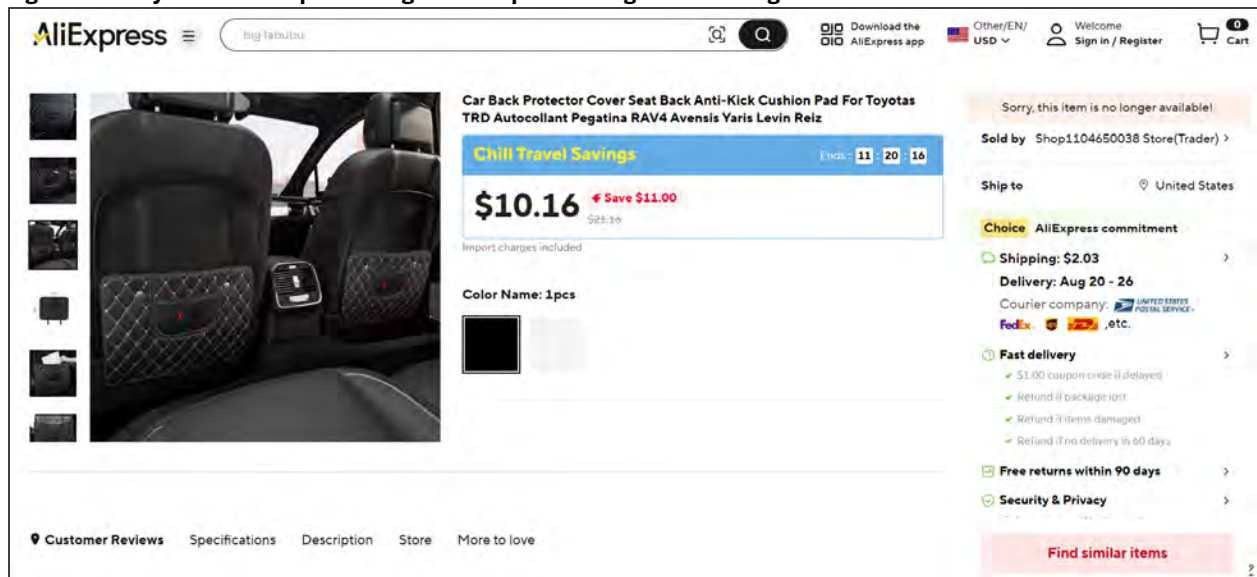 AliExpress
big labubu
Download the
AliExpress app
Other/EN/
USD
Welcome
Sign in / Register
0
Cart
Car Back Protector Cover Seat Back Anti-Kick Cushion Pad For Toyotas
TRD Autocollant Pegatina RAV4 Avensis Yaris Levin
Reiz
Chill Travel Savings
Ends: 11 : 20 : 16
$10.16
Save $11.00
$21.16
Import charges included
Color Name: 1pcs
Sorry, this item is no longer available!
Sold by Shop1104650038 Store(Trader) >
Ship to
United States
Choice AliExpress commitment
Shipping: $2.03
Delivery: Aug 20 - 26
Courier company: UNITED STATES
POSTAL SERVICE
FedEx. DHL ,etc.
Fast delivery
$1.00 coupon code if delayed
Refund if package lost
Refund if items damaged
Refund if no delivery in 60 days
Free returns within 90 days
Security & Privacy
Customer Reviews Specifications Description Store More to love
Find similar items